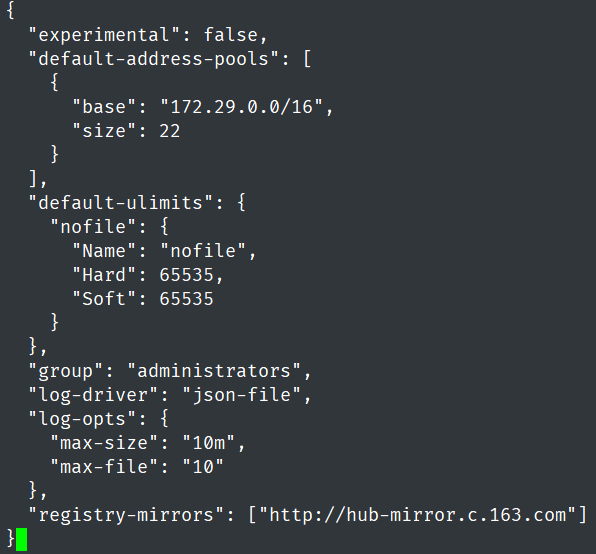 {
  "experimental": false,
  "default-address-pools": [
    {
      "base": "172.29.0.0/16",
      "size": 22
    }
  ],
  "default-ulimits": {
    "nofile": {
      "Name": "nofile",
      "Hard": 65535,
      "Soft": 65535
    }
  },
  "group": "administrators",
  "log-driver": "json-file",
  "log-opts": {
    "max-size": "10m",
    "max-file": "10"
  },
  "registry-mirrors": ["http://hub-mirror.c.163.com"]
}